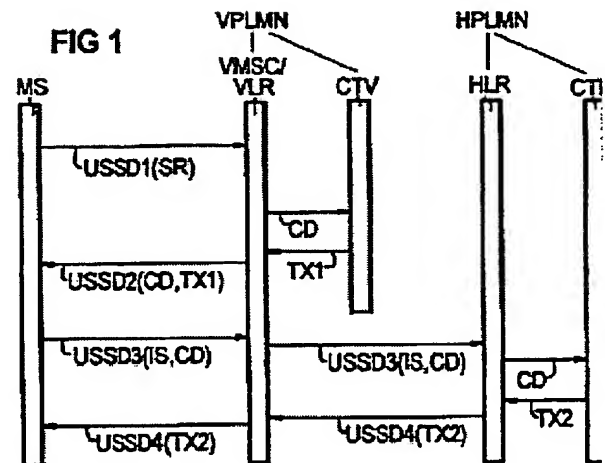 FIG 1
VPLMN
HPLMN
MS
VMSC/
VLR
CTV
HLR
USSD1(SR)
CD
TX1
USSD2(CD,TX1)
USSD3(IS,CD)
USSD3(IS,CD)
CD
TX2
USSD4(TX2)
USSD4(TX2)